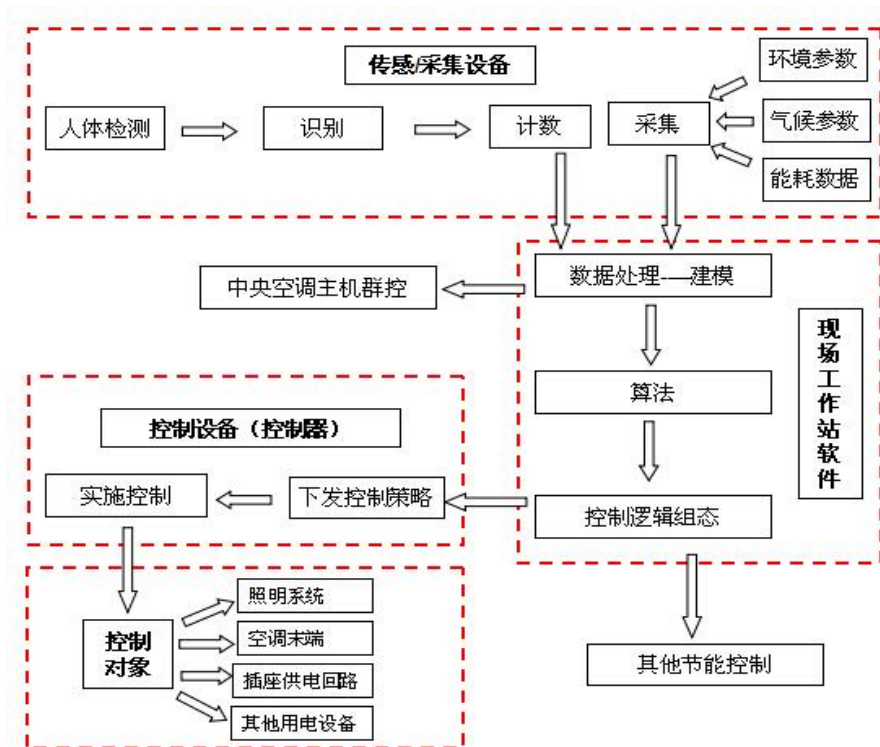 传感/采集设备
环境参数
人体检测
识别
计数
采集
气候参数
能耗数据
中央空调主机群控
数据处理----建模
现场工作站软件
算法
控制设备（控制器）
实施控制
下发控制策略
控制逻辑组态
照明系统
控制
对象
空调末端
插座供电回路
其他用电设备
其他节能控制